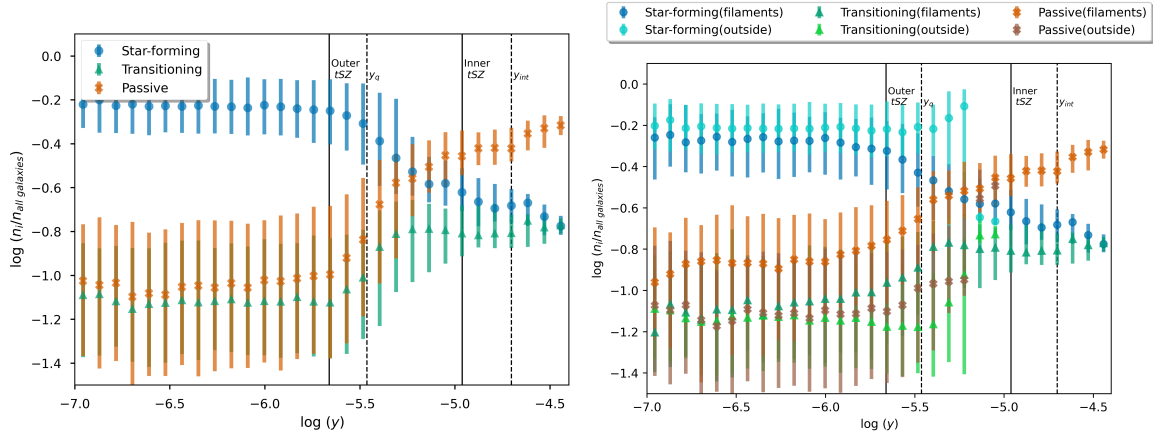 Star-forming
Transitioning
Passive
Outer
tSZ
y_q
Inner
tSZ
y_int
0.0
−0.2
−0.4
−0.6
−0.8
−1.0
−1.2
−1.4
log (n_i/n_all galaxies)
−7.0 −6.5 −6.0 −5.5 −5.0 −4.5
log (y)
Star-forming(filaments) Transitioning(filaments) Passive(filaments)
Star-forming(outside) Transitioning(outside) Passive(outside)
Outer
tSZ
y_q
Inner
tSZ
y_int
0.0
−0.2
−0.4
−0.6
−0.8
−1.0
−1.2
−1.4
log (n_i/n_all galaxies)
−7.0 −6.5 −6.0 −5.5 −5.0 −4.5
log (y)